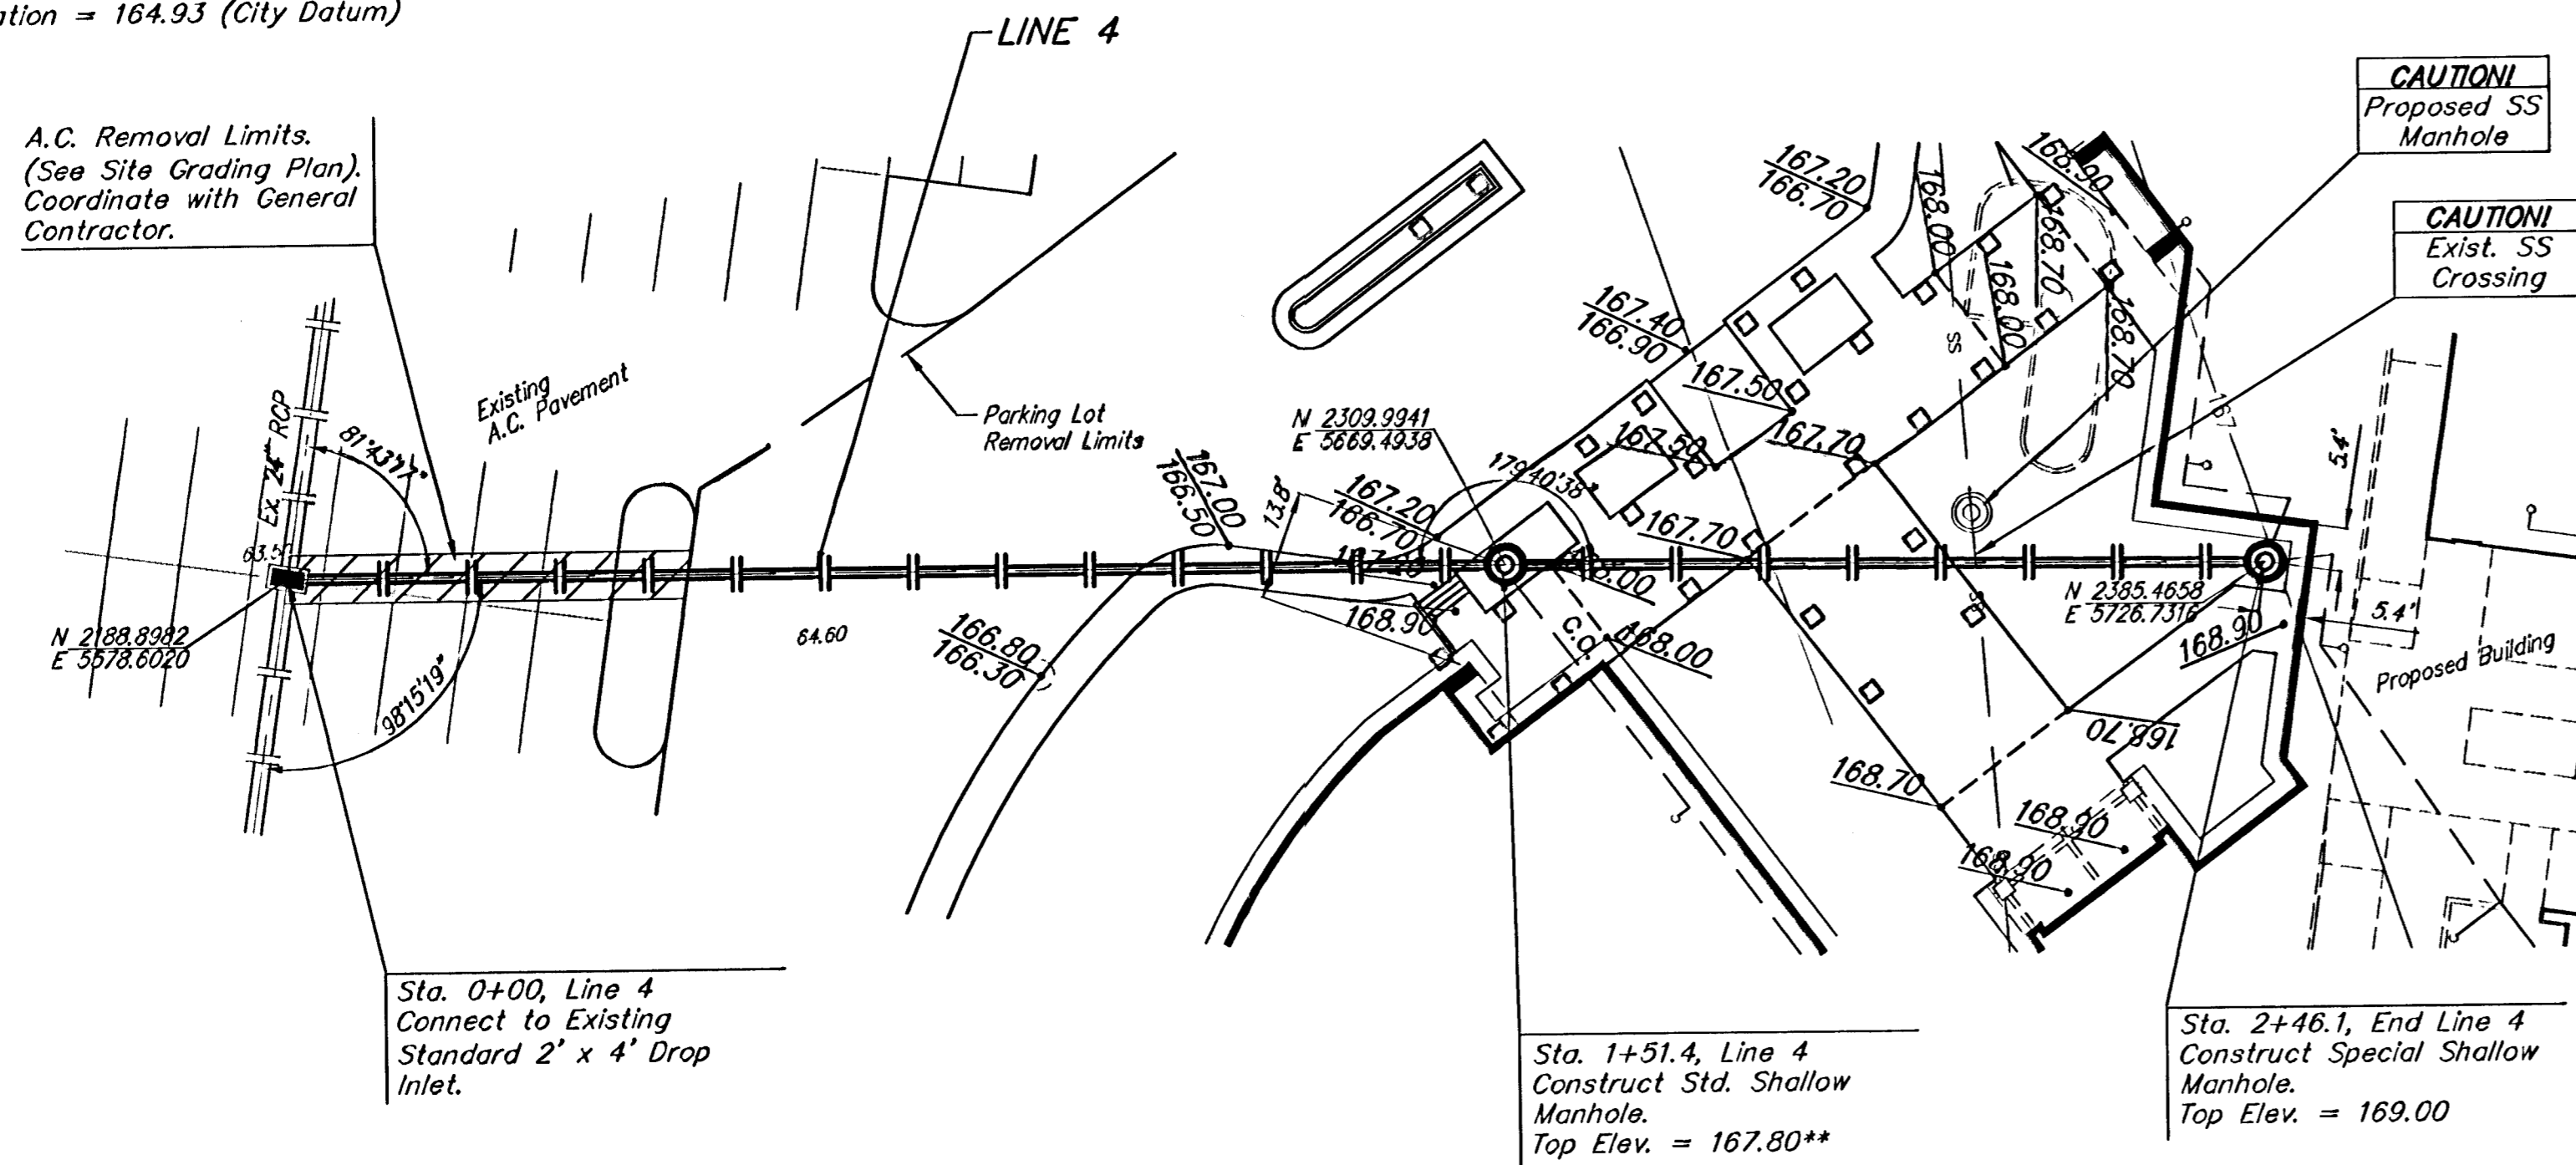 ation = 164.93 (City Datum)
LINE 4
CAUTION!
Proposed SS
Manhole
CAUTION!
Exist. SS
Crossing
A.C. Removal Limits.
(See Site Grading Plan).
Coordinate with General
Contractor.
Existing
A.C. Pavement
Parking Lot
Removal Limits
Ex. 24" RCP
81°43'17"
98°15'19"
63.50
64.60
N 2188.8982
E 5578.6020
N 2309.9941
E 5669.4938
179°40'38"
N 2385.4658
E 5726.7316
167.20
166.70
168.90
168.00
168.70
168.00
168.70
167.40
166.90
167.50
167.50
167.70
167.70
167.00
166.50
13.8'
167.20
166.70
168.00
168.90
C.O.
168.00
166.80
166.30
SS
167
5.4'
5.4'
168.90
Proposed Building
168.70
168.70
168.90
168.90
Sta. 0+00, Line 4
Connect to Existing
Standard 2' x 4' Drop
Inlet.
Sta. 1+51.4, Line 4
Construct Std. Shallow
Manhole.
Top Elev. = 167.80**
Sta. 2+46.1, End Line 4
Construct Special Shallow
Manhole.
Top Elev. = 169.00